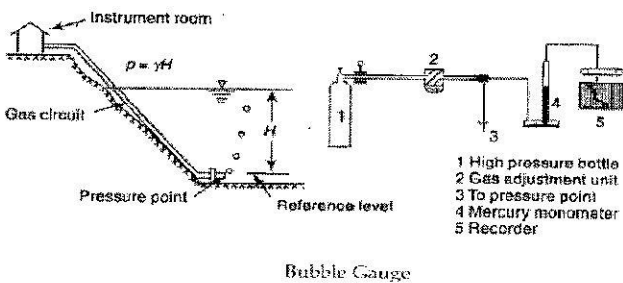 Instrument room
p = γH
Gas circuit
H
Pressure point
Reference level
1
2
3
4
5
1 High pressure bottle
2 Gas adjustment unit
3 To pressure point
4 Mercury monometer
5 Recorder
Bubble Gauge